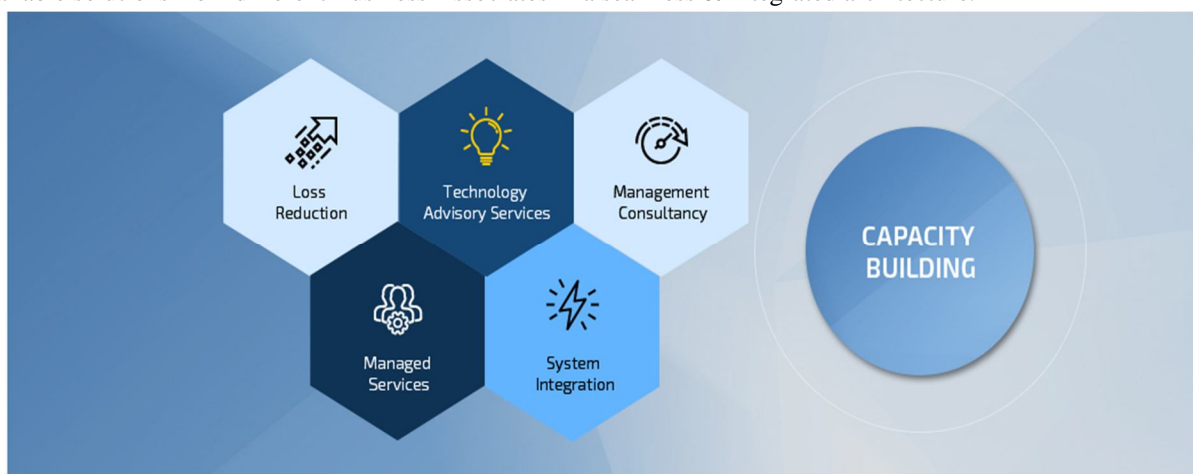 Loss
Reduction
Technology
Advisory Services
Management
Consultancy
Managed
Services
System
Integration
CAPACITY
BUILDING